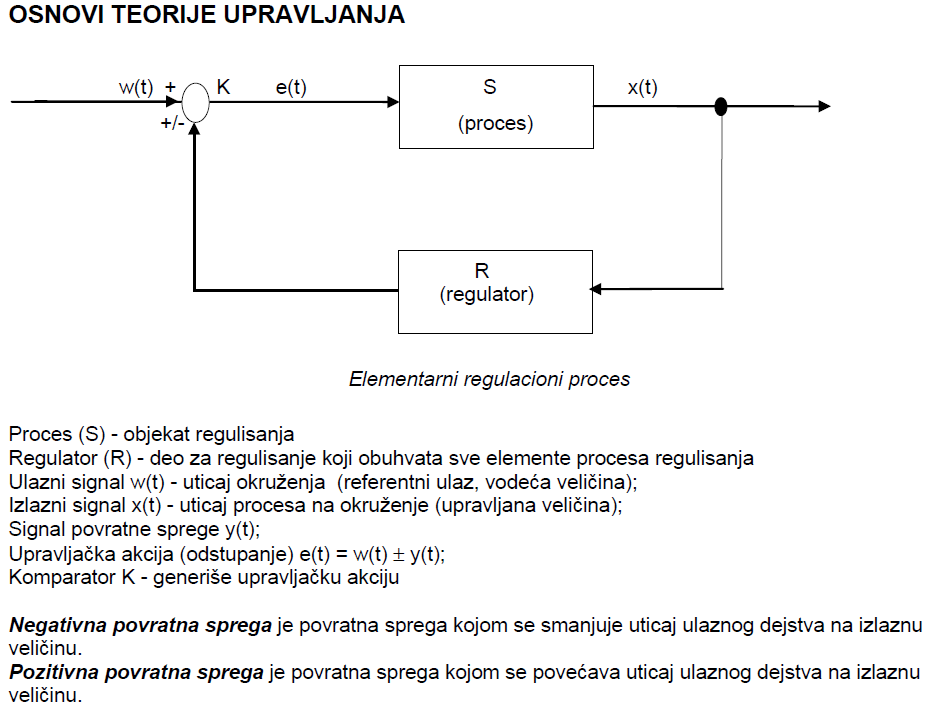 OSNOVI TEORIJE UPRAVLJANJA
w(t) + K e(t) S x(t)
+/- (proces)
R
(regulator)
Elementarni regulacioni proces
Proces (S) - objekat regulisanja
Regulator (R) - deo za regulisanje koji obuhvata sve elemente procesa regulisanja
Ulazni signal w(t) - uticaj okruženja (referentni ulaz, vodeća veličina);
Izlazni signal x(t) - uticaj procesa na okruženje (upravljana veličina);
Signal povratne sprege y(t);
Upravljačka akcija (odstupanje) e(t) = w(t) ± y(t);
Komparator K - generiše upravljačku akciju
Negativna povratna sprega je povratna sprega kojom se smanjuje uticaj ulaznog dejstva na izlaznu
veličinu.
Pozitivna povratna sprega je povratna sprega kojom se povećava uticaj ulaznog dejstva na izlaznu
veličinu.